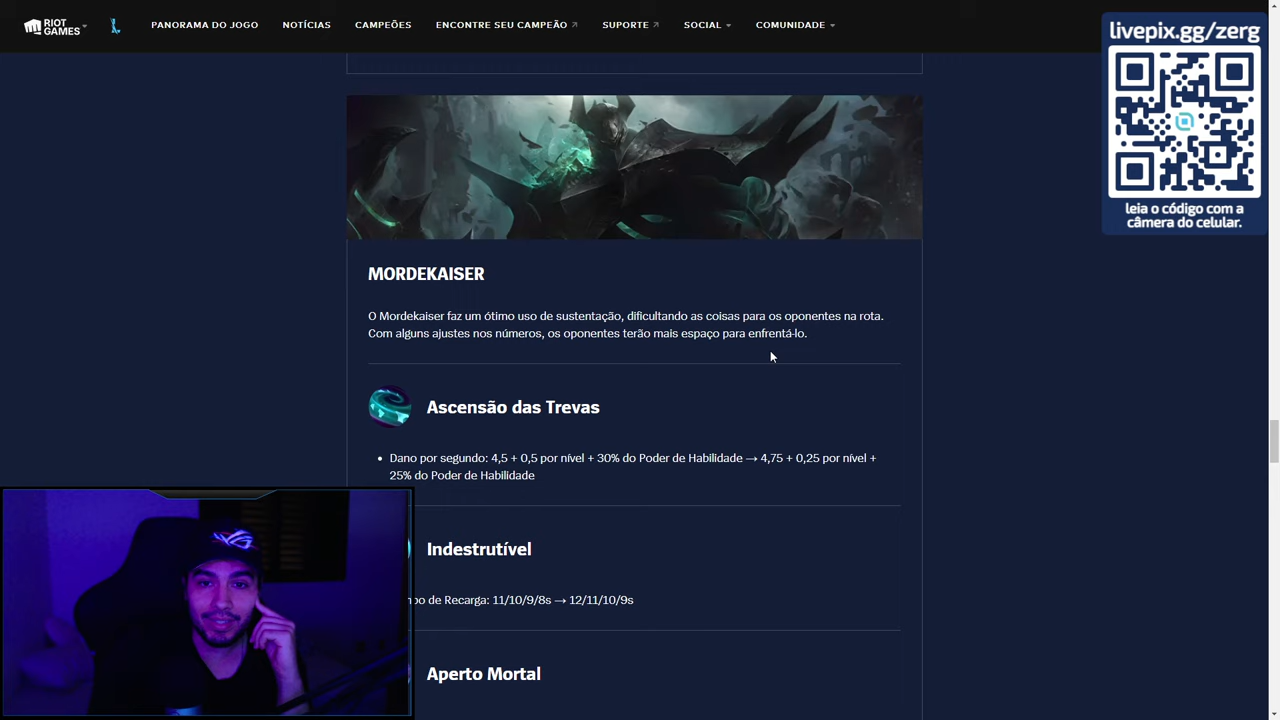 RIOT GAMES
PANORAMA DO JOGO
NOTÍCIAS
CAMPEÕES
ENCONTRE SEU CAMPEÃO
SUPORTE
SOCIAL
COMUNIDADE
livepix.gg/zerg
leia o código com a
câmera do celular.
MORDEKAISER
O Mordekaiser faz um ótimo uso de sustentação, dificultando as coisas para os oponentes na rota.
Com alguns ajustes nos números, os oponentes terão mais espaço para enfrentá-lo.
Ascensão das Trevas
• Dano por segundo: 4,5 + 0,5 por nível + 30% do Poder de Habilidade → 4,75 + 0,25 por nível +
25% do Poder de Habilidade
Indestrutível
de Recarga: 11/10/9/8s → 12/11/10/9s
Aperto Mortal